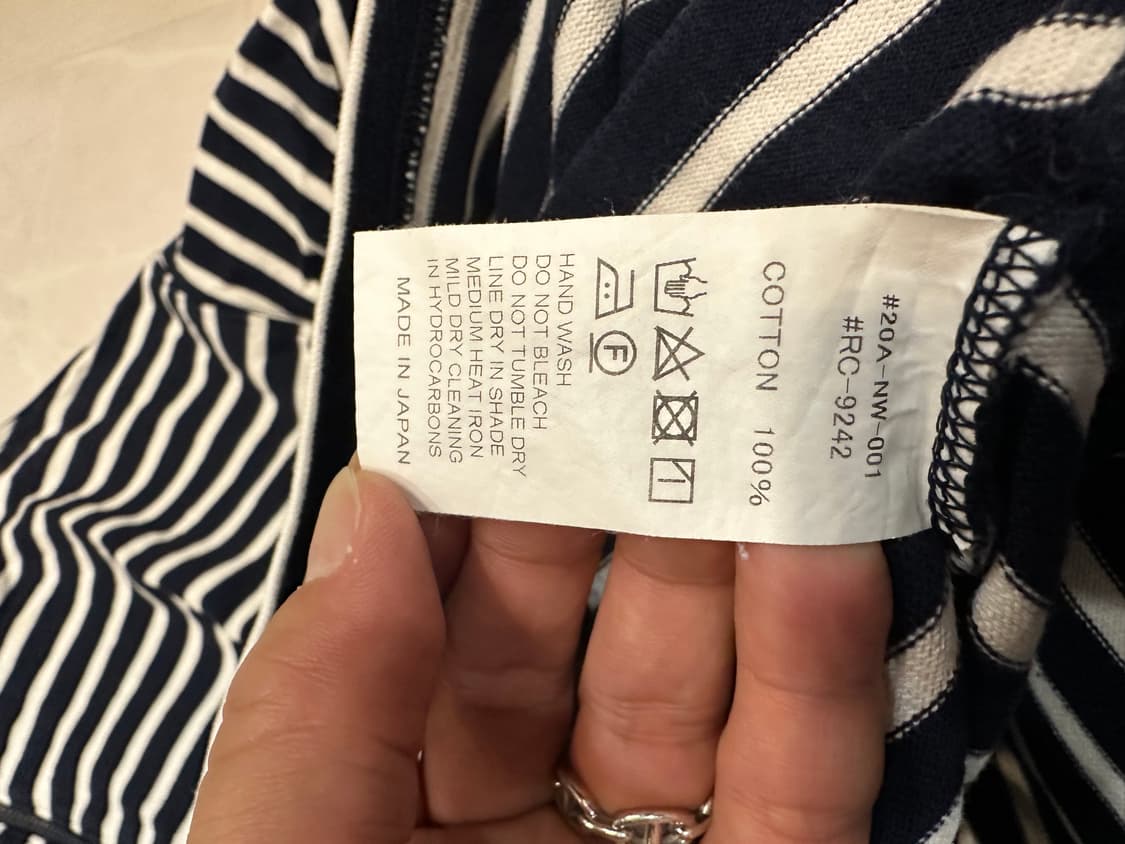 #20A-NW-001
#RC-9242
COTTON 100%
F
HAND WASH
DO NOT BLEACH
DO NOT TUMBLE DRY
LINE DRY IN SHADE
MEDIUM HEAT IRON
MILD DRY CLEANING
IN HYDROCARBONS
MADE IN JAPAN